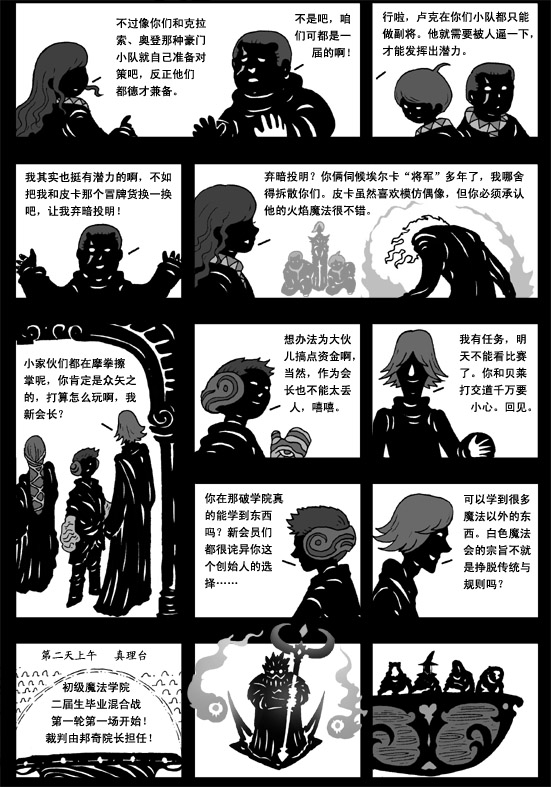 不过像你们和克拉
索、奥登那种豪门
小队就自己准备对
策吧，反正他们
都德才兼备。
不是吧，咱
们可都是一
届的啊！
行啦，卢克在你们小队都只能
做副将。他就需要被人逼一下，
才能发挥出潜力。
我其实也挺有潜力的啊，不如
把我和皮卡那个冒牌货换一换
吧，让我弃暗投明！
弃暗投明？你俩伺候埃尔卡“将军”多年了，我哪舍
得拆散你们。皮卡虽然喜欢模仿偶像，但你必须承认
他的火焰魔法很不错。
小家伙们都在摩拳擦
掌呢，你肯定是众矢之
的，打算怎么玩啊，我
新会长？
想办法为大伙
儿搞点资金啊，
当然，作为会
长也不能太丢
人，嘻嘻。
我有任务，明
天不能看比赛
了。你和贝莱
打交道千万要
小心。回见。
你在那破学院真
的能学到东西
吗？新会员们
都很诧异你这
个创始人的选
择……
可以学到很多
魔法以外的东
西。白色魔法
会的宗旨不就
是挣脱传统与
规则吗？
第二天上午 真理台
初级魔法学院
二届生毕业混合战
第一轮第一场开始！
裁判由邦奇院长担任！